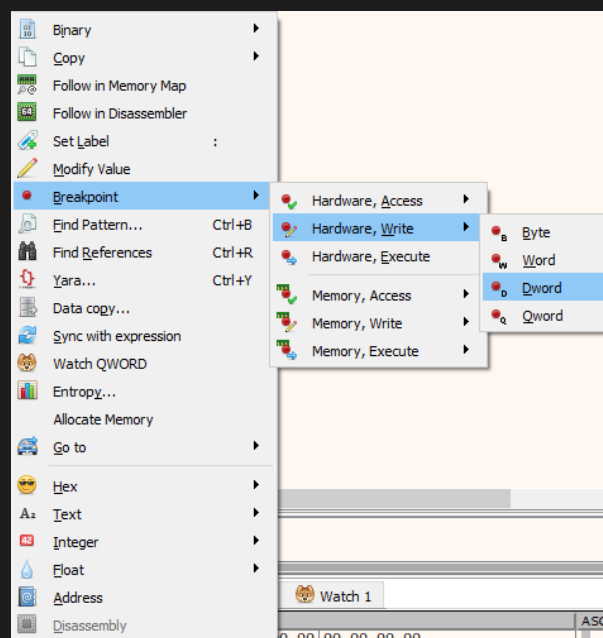 Binary
Copy
Follow in Memory Map
Follow in Disassembler
Set Label :
Modify Value
Breakpoint
Find Pattern... Ctrl+B
Find References Ctrl+R
Yara... Ctrl+Y
Data copy...
Sync with expression
Watch QWORD
Entropy...
Allocate Memory
Go to
Hex
Text
Integer
Float
Address
Disassembly
Hardware, Access
Hardware, Write
Hardware, Execute
Memory, Access
Memory, Write
Memory, Execute
Byte
Word
Dword
Qword
Watch 1